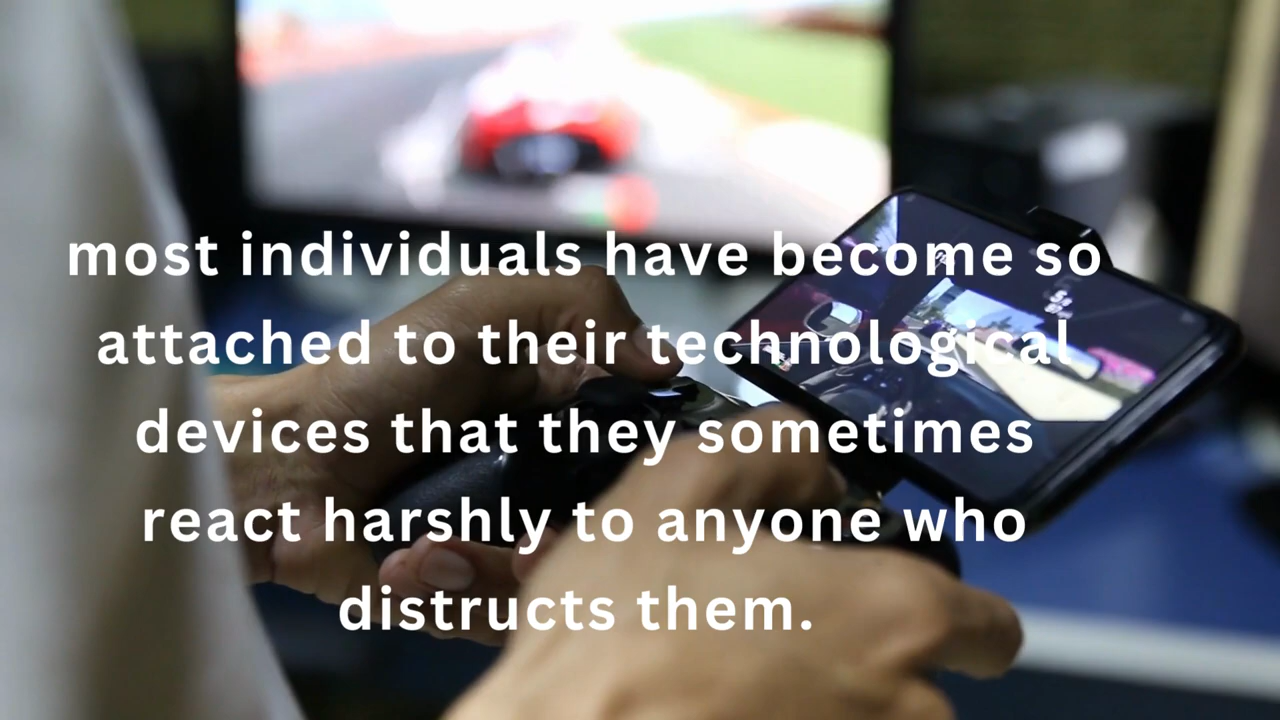 most individuals have become so
attached to their technological
devices that they sometimes
react harshly to anyone who
distructs them.